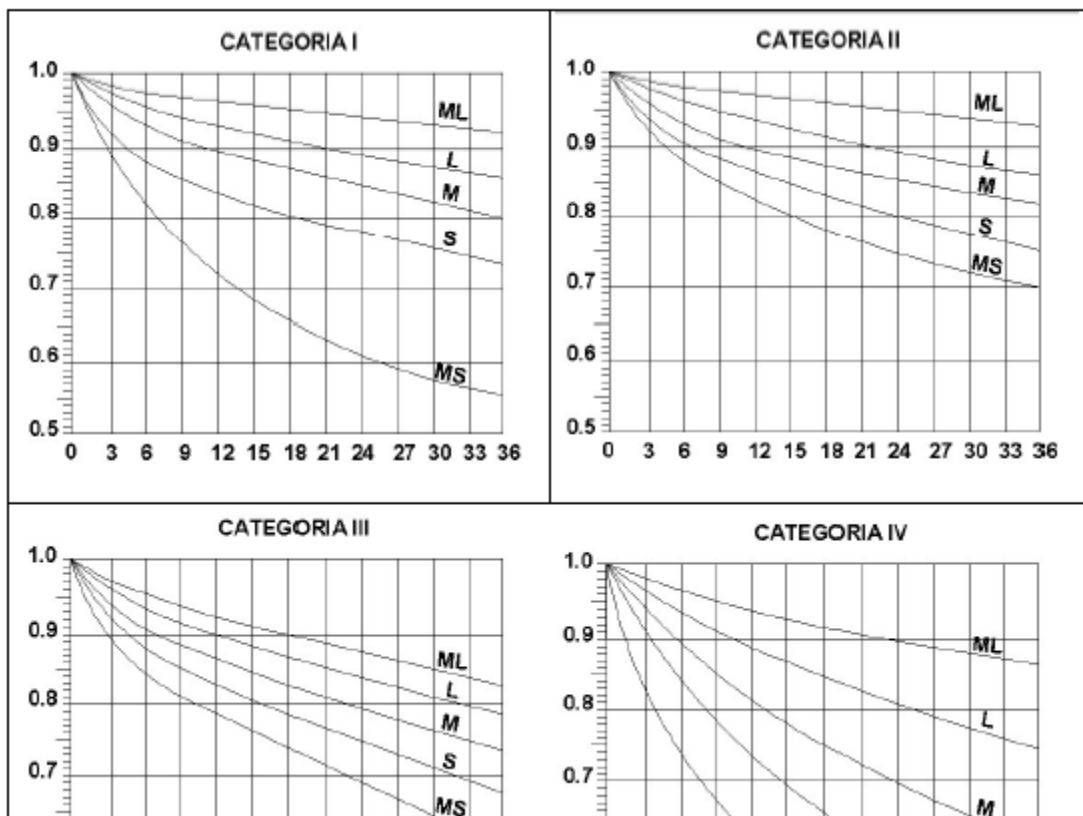 CATEGORIA I
1.0
0.9
0.8
0.7
0.6
0.5
ML
L
M
S
MS
0 3 6 9 12 15 18 21 24 27 30 33 36
CATEGORIA II
1.0
0.9
0.8
0.7
0.6
0.5
ML
L
M
S
MS
0 3 6 9 12 15 18 21 24 27 30 33 36
CATEGORIA III
1.0
0.9
0.8
0.7
ML
L
M
S
MS
CATEGORIA IV
1.0
0.9
0.8
0.7
ML
L
M